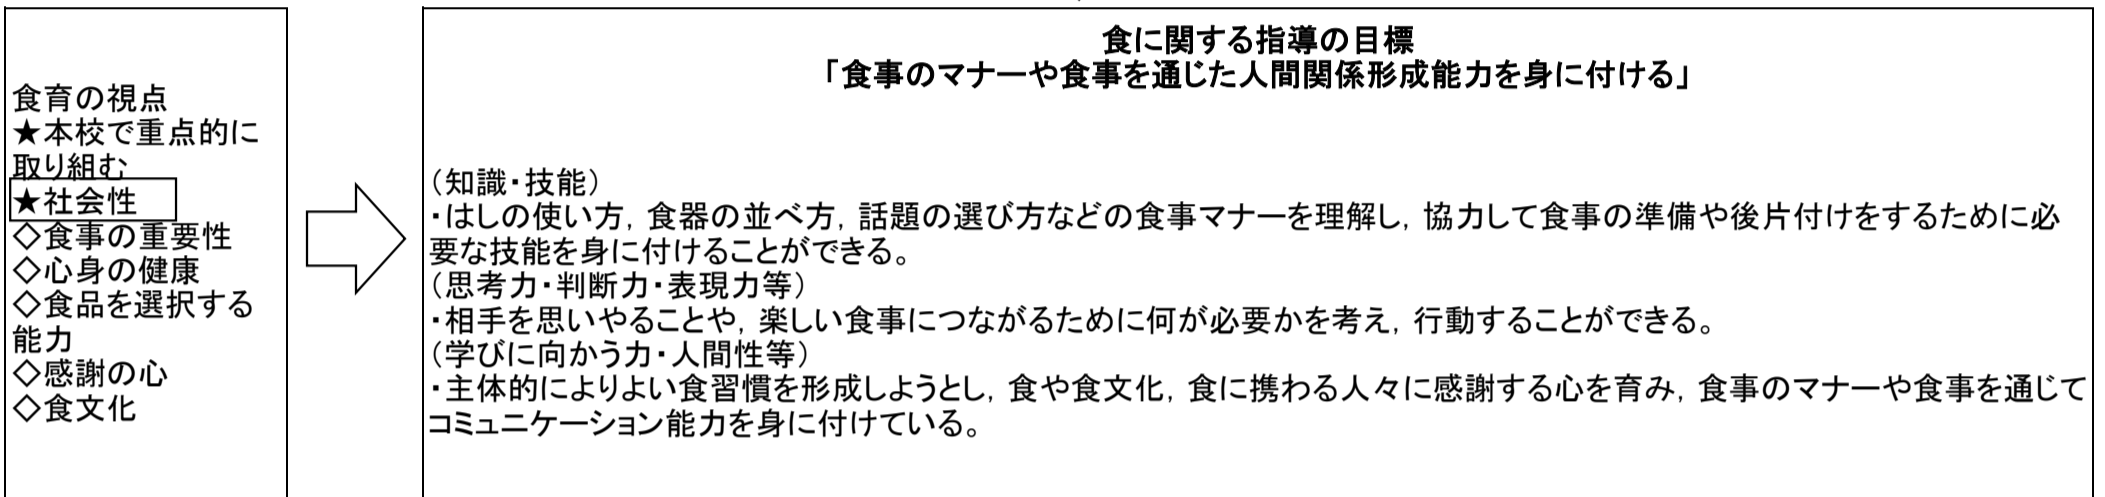 食育の視点
★本校で重点的に
取り組む
★社会性
◇食事の重要性
◇心身の健康
◇食品を選択する
能力
◇感謝の心
◇食文化
食に関する指導の目標
「食事のマナーや食事を通じた人間関係形成能力を身に付ける」
(知識・技能)
・はしの使い方，食器の並べ方，話題の選び方などの食事マナーを理解し，協力して食事の準備や後片付けをするために必
要な技能を身に付けることができる。
(思考力・判断力・表現力等)
・相手を思いやることや，楽しい食事につながるために何が必要かを考え，行動することができる。
(学びに向かう力・人間性等)
・主体的によりよい食習慣を形成しようとし，食や食文化，食に携わる人々に感謝する心を育み，食事のマナーや食事を通じて
コミュニケーション能力を身に付けている。